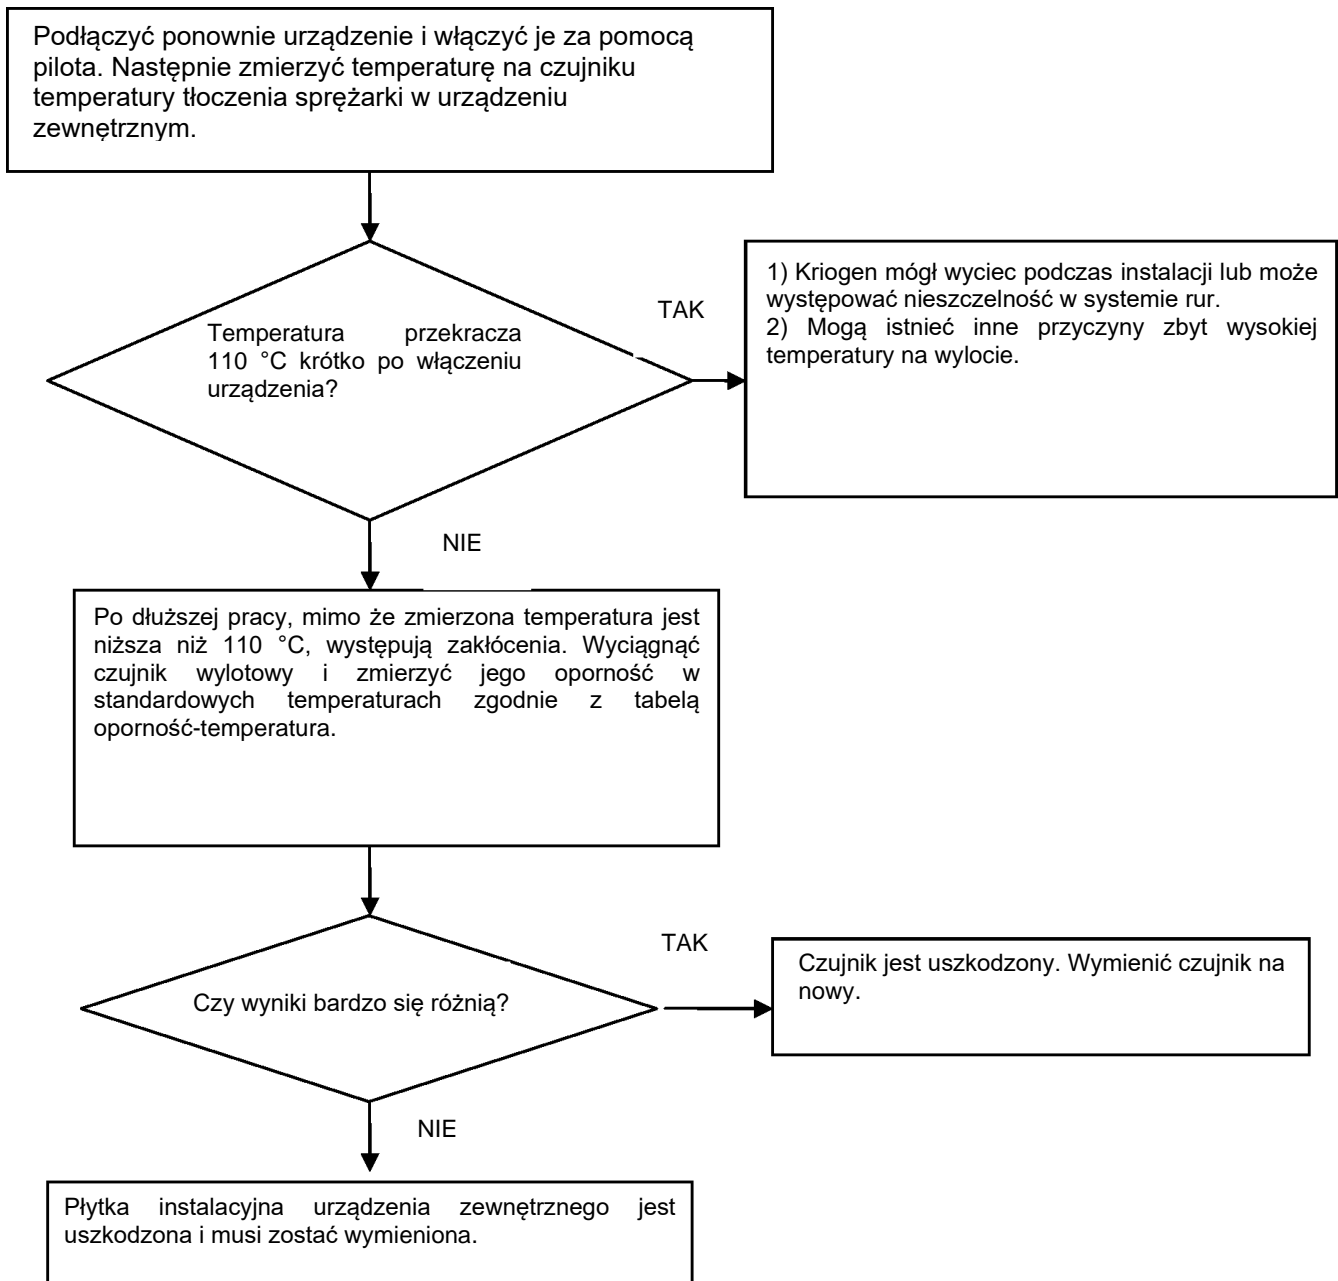 Podłączyć ponownie urządzenie i włączyć je za pomocą
pilota. Następnie zmierzyć temperaturę na czujniku
temperatury tłoczenia sprężarki w urządzeniu
zewnętrznym.
Temperatura przekracza
110 °C krótko po włączeniu
urządzenia?
TAK
1) Kriogen mógł wyciec podczas instalacji lub może
występować nieszczelność w systemie rur.
2) Mogą istnieć inne przyczyny zbyt wysokiej
temperatury na wylocie.
NIE
Po dłuższej pracy, mimo że zmierzona temperatura jest
niższa niż 110 °C, występują zakłócenia. Wyciągnąć
czujnik wylotowy i zmierzyć jego oporność w
standardowych temperaturach zgodnie z tabelą
oporność-temperatura.
Czy wyniki bardzo się różnią?
TAK
Czujnik jest uszkodzony. Wymienić czujnik na
nowy.
NIE
Płytka instalacyjna urządzenia zewnętrznego jest
uszkodzona i musi zostać wymieniona.